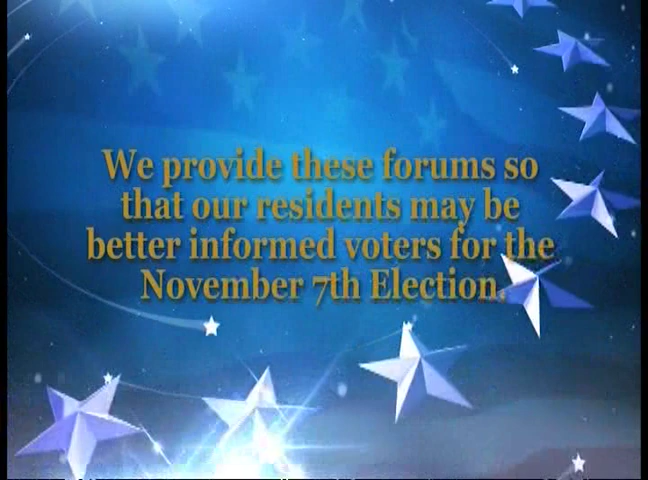 We provide these forums so
that our residents may be
better informed voters for the
November 7th Election.